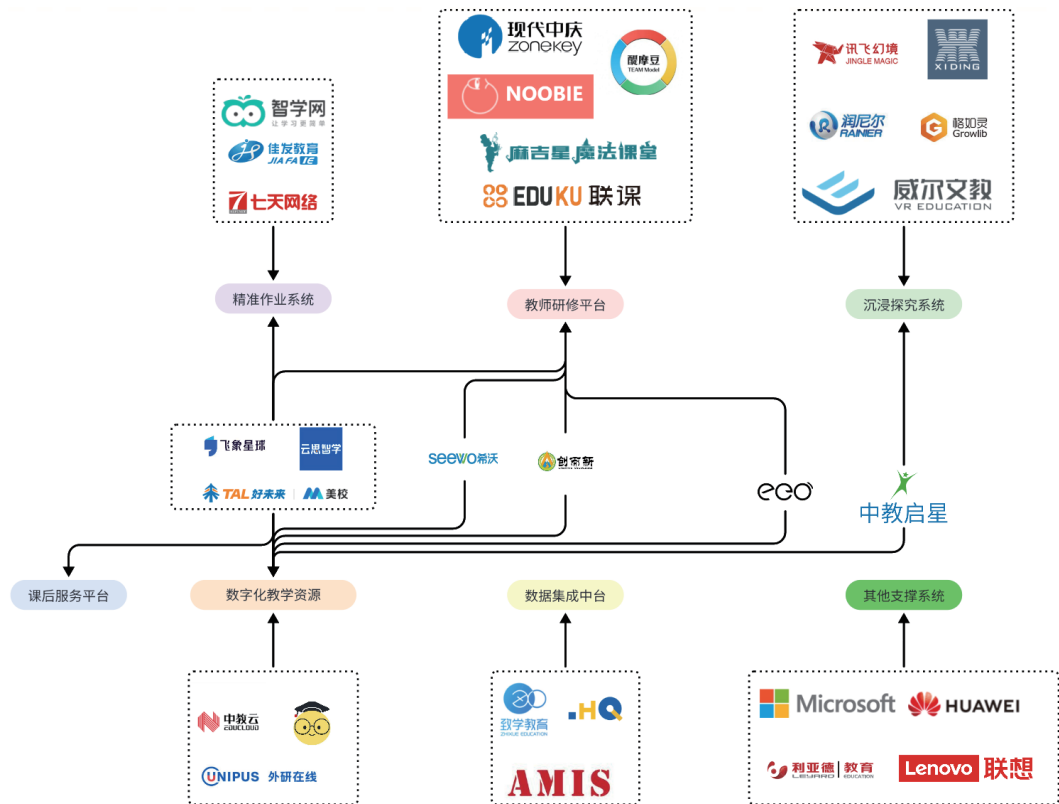 现代中庆
zonekey
醍摩豆
TEAM Model
NOOBIE
麻吉星魔法课堂
EDUKU 联课
讯飞幻境
JINGLE MAGIC
XIDING
润尼尔
RAINIER
格如灵
Growlib
威尔文教
VR EDUCATION
智学网
让学习更简单
佳发教育
JIAFA IE
七天网络
精准作业系统
教师研修平台
沉浸探究系统
飞象星球
云思智学
TAL 好未来
美校
seewo希沃
创而新
eeo
中教启星
课后服务平台
数字化教学资源
数据集成中台
其他支撑系统
中教云
EDUCLOUD
UNIPUS 外研在线
致学教育
ZHIXUE EDUCATION
.HQ
AMIS
Microsoft
HUAWEI
利亚德 教育
LEYARD EDUCATION
Lenovo 联想